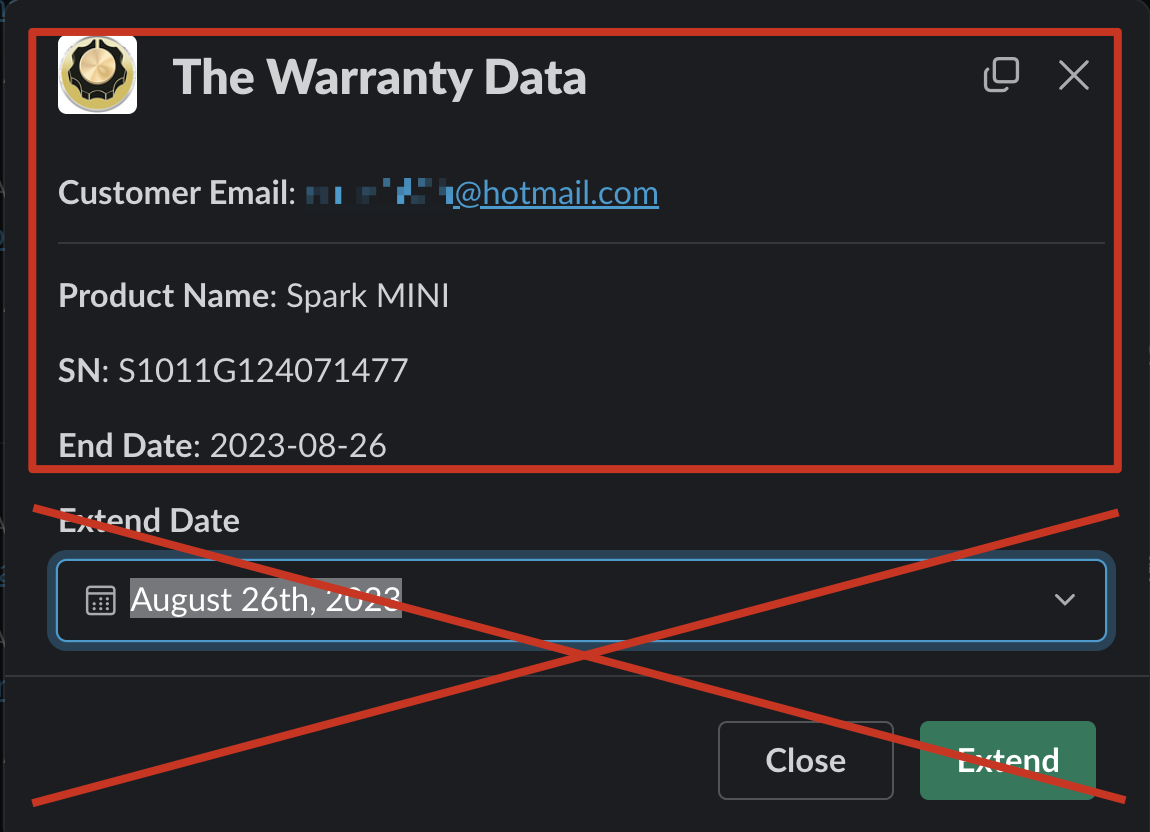 The Warranty Data
Customer Email: @hotmail.com
Product Name: Spark MINI
SN: S1011G124071477
End Date: 2023-08-26
Extend Date
August 26th, 2023
Close
Extend